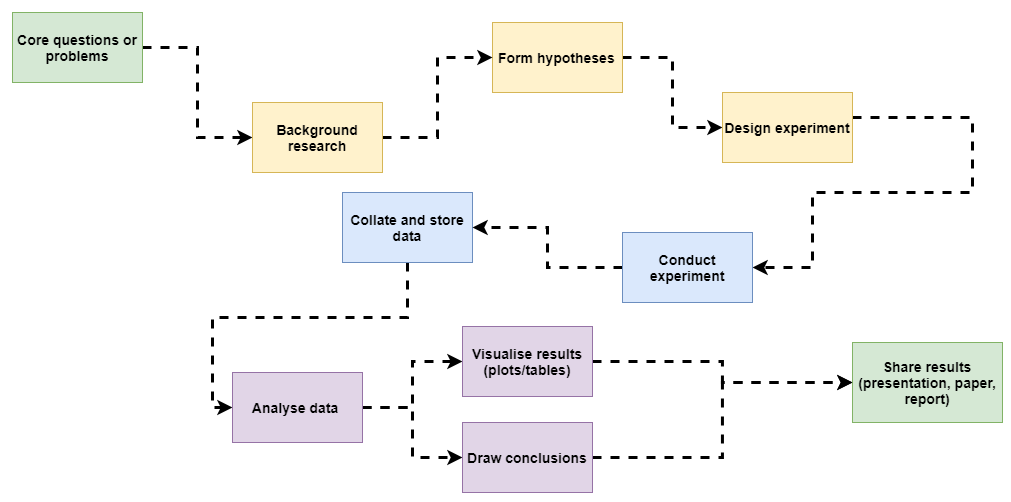 Core questions or
problems
Background
research
Form hypotheses
Design experiment
Conduct
experiment
Collate and store
data
Analyse data
Visualise results
(plots/tables)
Draw conclusions
Share results
(presentation, paper,
report)